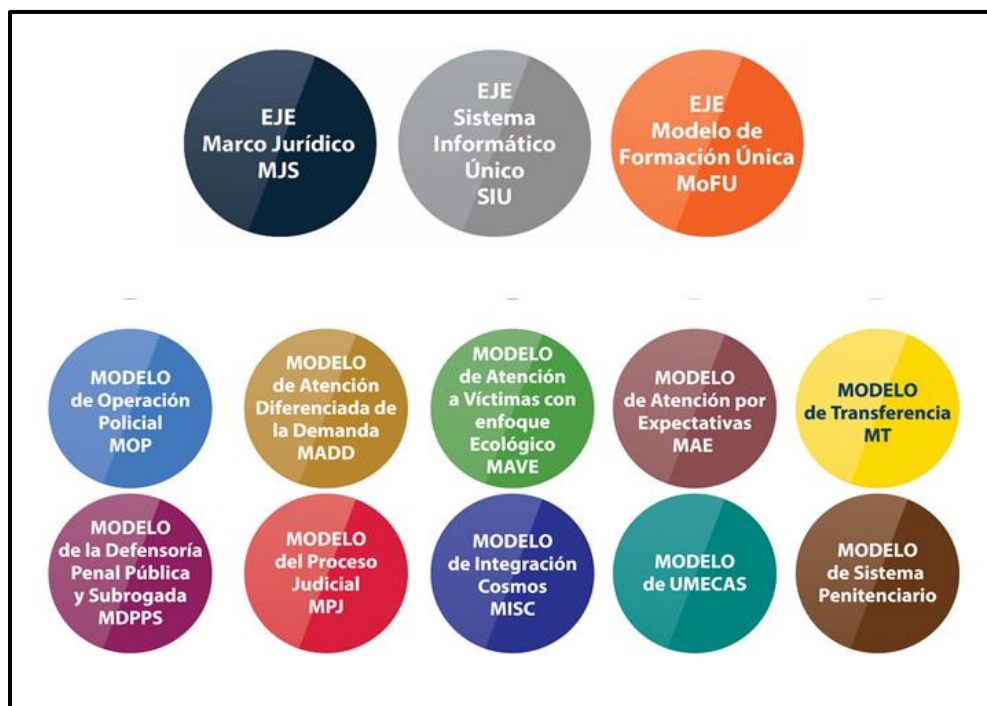 EJE
Marco Jurídico
MJS
EJE
Sistema
Informático
Único
SIU
EJE
Modelo de
Formación Única
MoFU
MODELO
de Operación
Policial
MOP
MODELO
de Atención
Diferenciada de
la Demanda
MADD
MODELO
de Atención
a Víctimas con
enfoque
Ecológico
MAVE
MODELO
de Atención por
Expectativas
MAE
MODELO
de Transferencia
MT
MODELO
de la Defensoría
Penal Pública
y Subrogada
MDPPS
MODELO
del Proceso
Judicial
MPJ
MODELO
de Integración
Cosmos
MISC
MODELO
de UMECAS
MODELO
de Sistema
Penitenciario